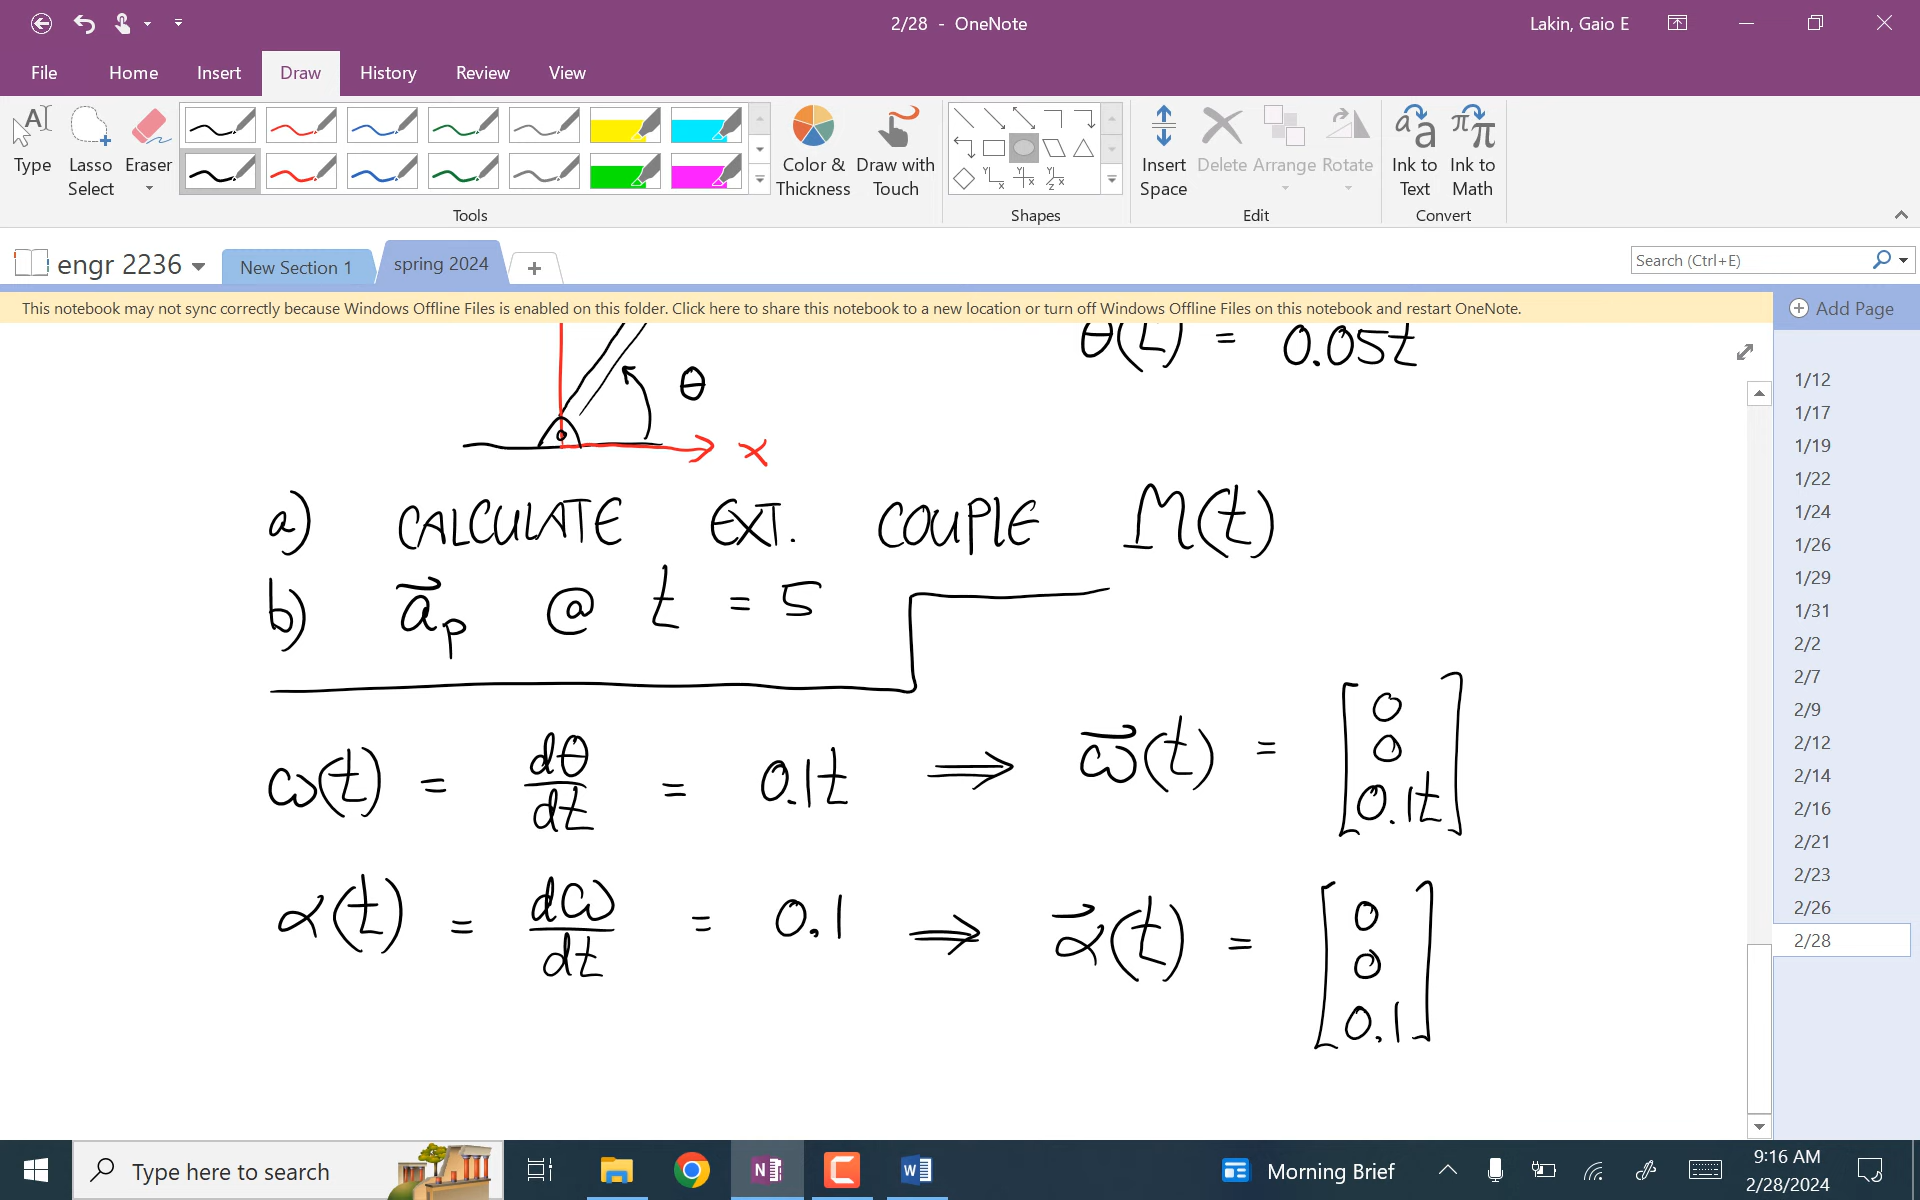 2/28 - OneNote
Lakin, Gaio E
File Home Insert Draw History Review View
Type
Lasso Select
Eraser
Color & Thickness
Draw with Touch
Insert Space
Delete
Arrange
Rotate
Ink to Text
Ink to Math
Tools
Shapes
Edit
Convert
engr 2236
New Section 1
spring 2024
Search (Ctrl+E)
This notebook may not sync correctly because Windows Offline Files is enabled on this folder. Click here to share this notebook to a new location or turn off Windows Offline Files on this notebook and restart OneNote.
Add Page
θ(t) = 0.05t
θ
x
a) CALCULATE EXT. COUPLE M(t)
b) a⃗p @ t = 5
ω(t) = dθ/dt = 0.1t ⟹ ω⃗(t) = [0 0 0.1t]
α(t) = dω/dt = 0.1 ⟹ α⃗(t) = [0 0 0.1]
1/12
1/17
1/19
1/22
1/24
1/26
1/29
1/31
2/2
2/7
2/9
2/12
2/14
2/16
2/21
2/23
2/26
2/28
Type here to search
Morning Brief
9:16 AM
2/28/2024